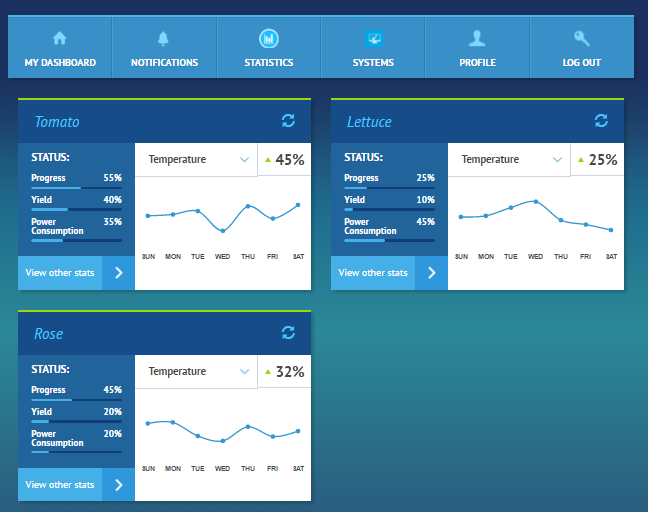 MY DASHBOARD NOTIFICATIONS STATISTICS SYSTEMS PROFILE LOG OUT
Tomato
STATUS:
Progress 55%
Yield 40%
Power
Consumption 35%
View other stats
Temperature 45%
SUN MON TUE WED THU FRI SAT
Lettuce
STATUS:
Progress 25%
Yield 10%
Power
Consumption 45%
View other stats
Temperature 25%
SUN MON TUE WED THU FRI SAT
Rose
STATUS:
Progress 45%
Yield 20%
Power
Consumption 20%
View other stats
Temperature 32%
SUN MON TUE WED THU FRI SAT